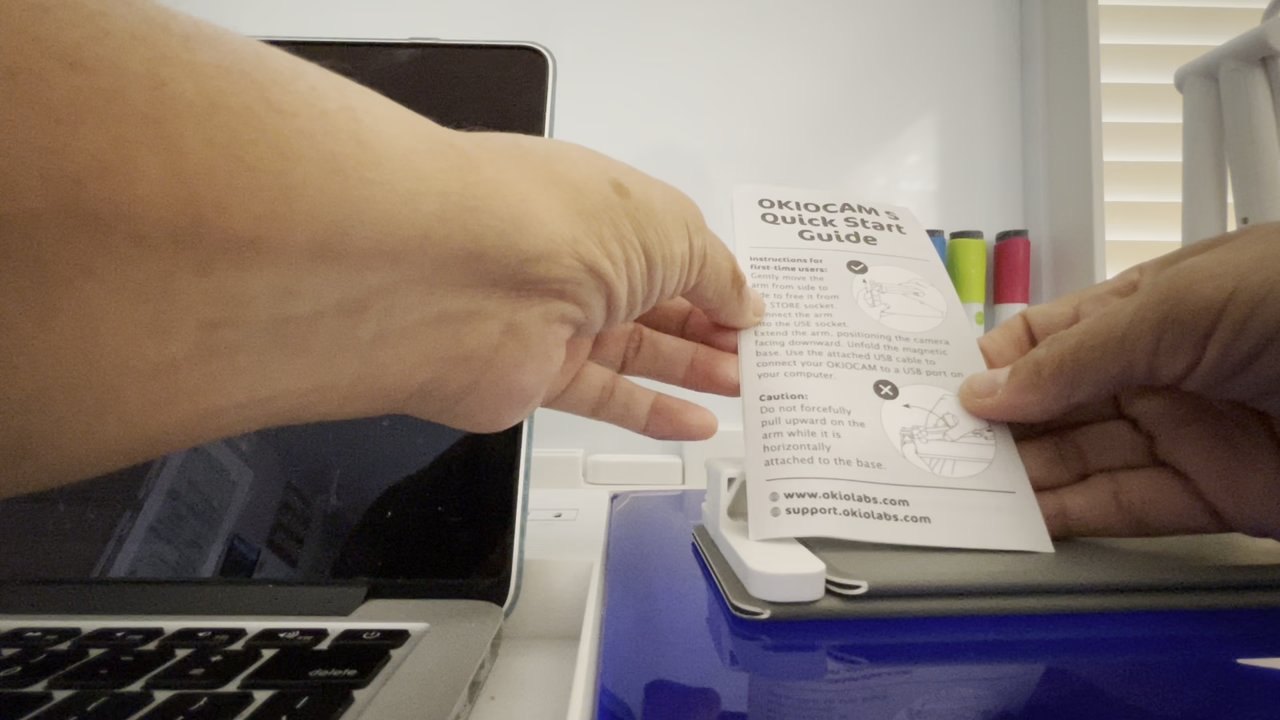 OKIOCAM S
Quick Start
Guide
Instructions for
first-time users:
Gently move the
arm from side to
side to free it from
STORE socket.
Connect the arm
into the USE socket.
Extend the arm, positioning the camera
facing downward. Unfold the magnetic
base. Use the attached USB cable to
connect your OKIOCAM to a USB port on
your computer.
Caution:
Do not forcefully
pull upward on the
arm while it is
horizontally
attached to the base.
www.okiolabs.com
support.okiolabs.com
delete